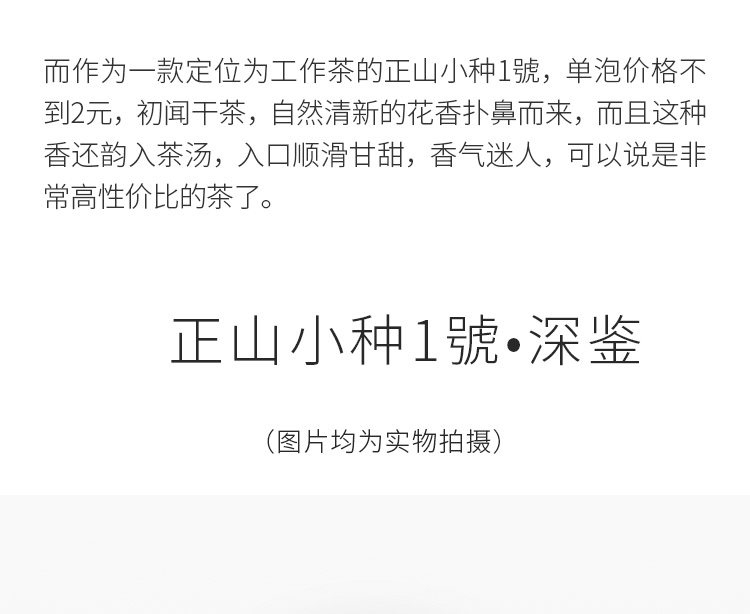 而作为一款定位为工作茶的正山小种1號，单泡价格不
到2元，初闻干茶，自然清新的花香扑鼻而来，而且这种
香还韵入茶汤，入口顺滑甘甜，香气迷人，可以说是非
常高性价比的茶了。
正山小种1號•深鉴
（图片均为实物拍摄）